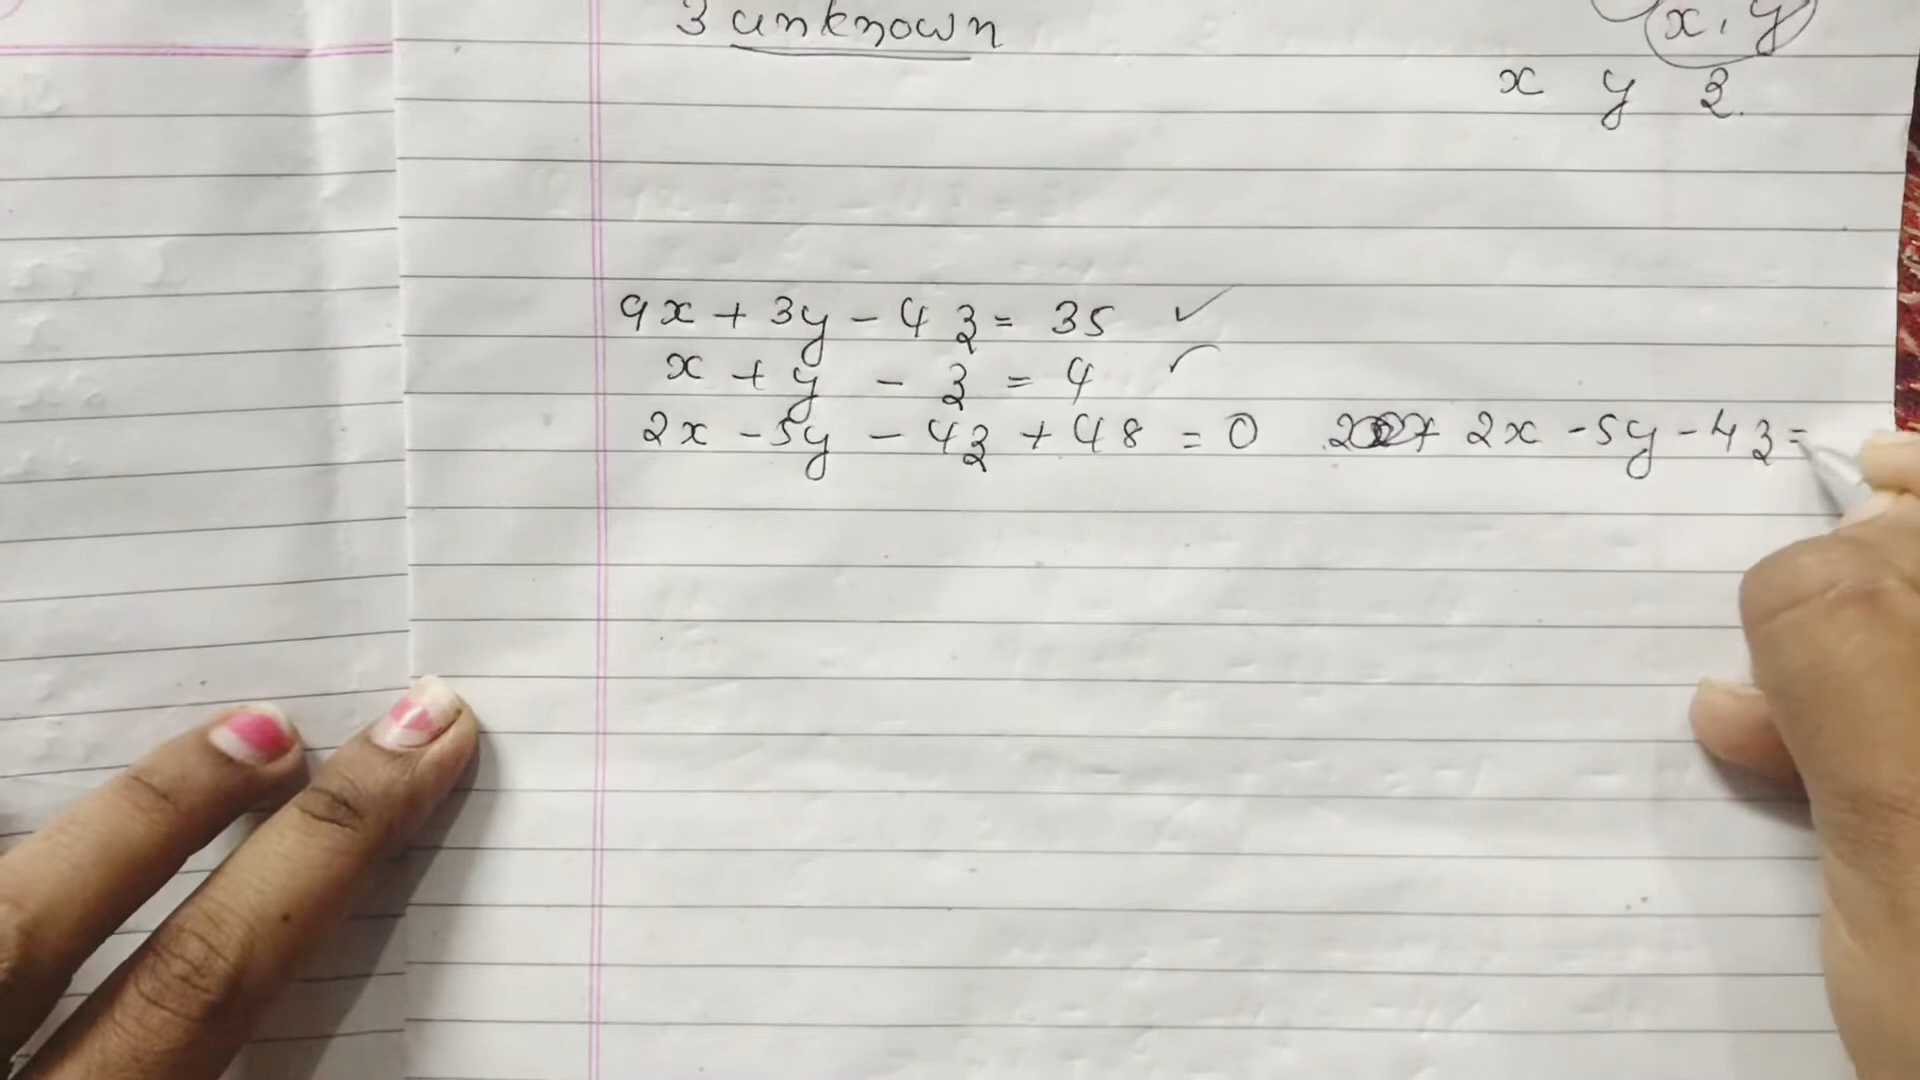 3 unknown
x, y
x y z.
9x + 3y - 4z = 35 ✓
x + y - z = 4 ✓
2x - 5y - 4z + 48 = 0 2x - 5y - 4z =